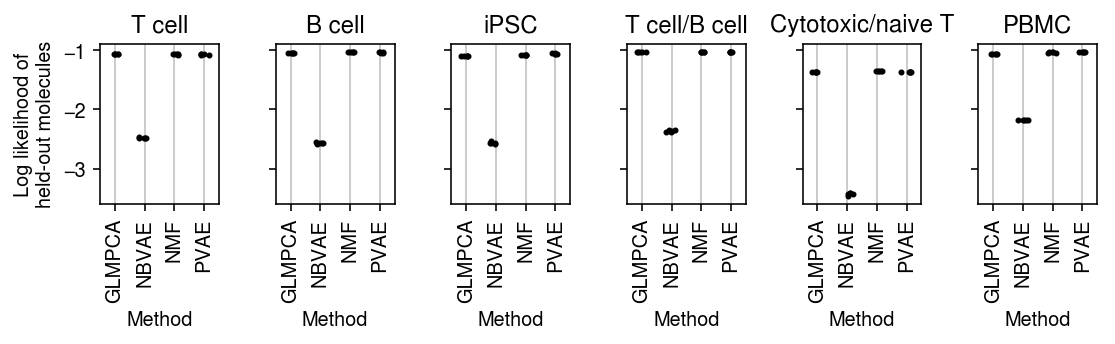 T cell
B cell
iPSC
T cell/B cell
Cytotoxic/naive T
PBMC
Log likelihood of
held-out molecules
−1
−2
−3
GLMPCA
NBVAE
NMF
PVAE
GLMPCA
NBVAE
NMF
PVAE
GLMPCA
NBVAE
NMF
PVAE
GLMPCA
NBVAE
NMF
PVAE
GLMPCA
NBVAE
NMF
PVAE
GLMPCA
NBVAE
NMF
PVAE
Method
Method
Method
Method
Method
Method